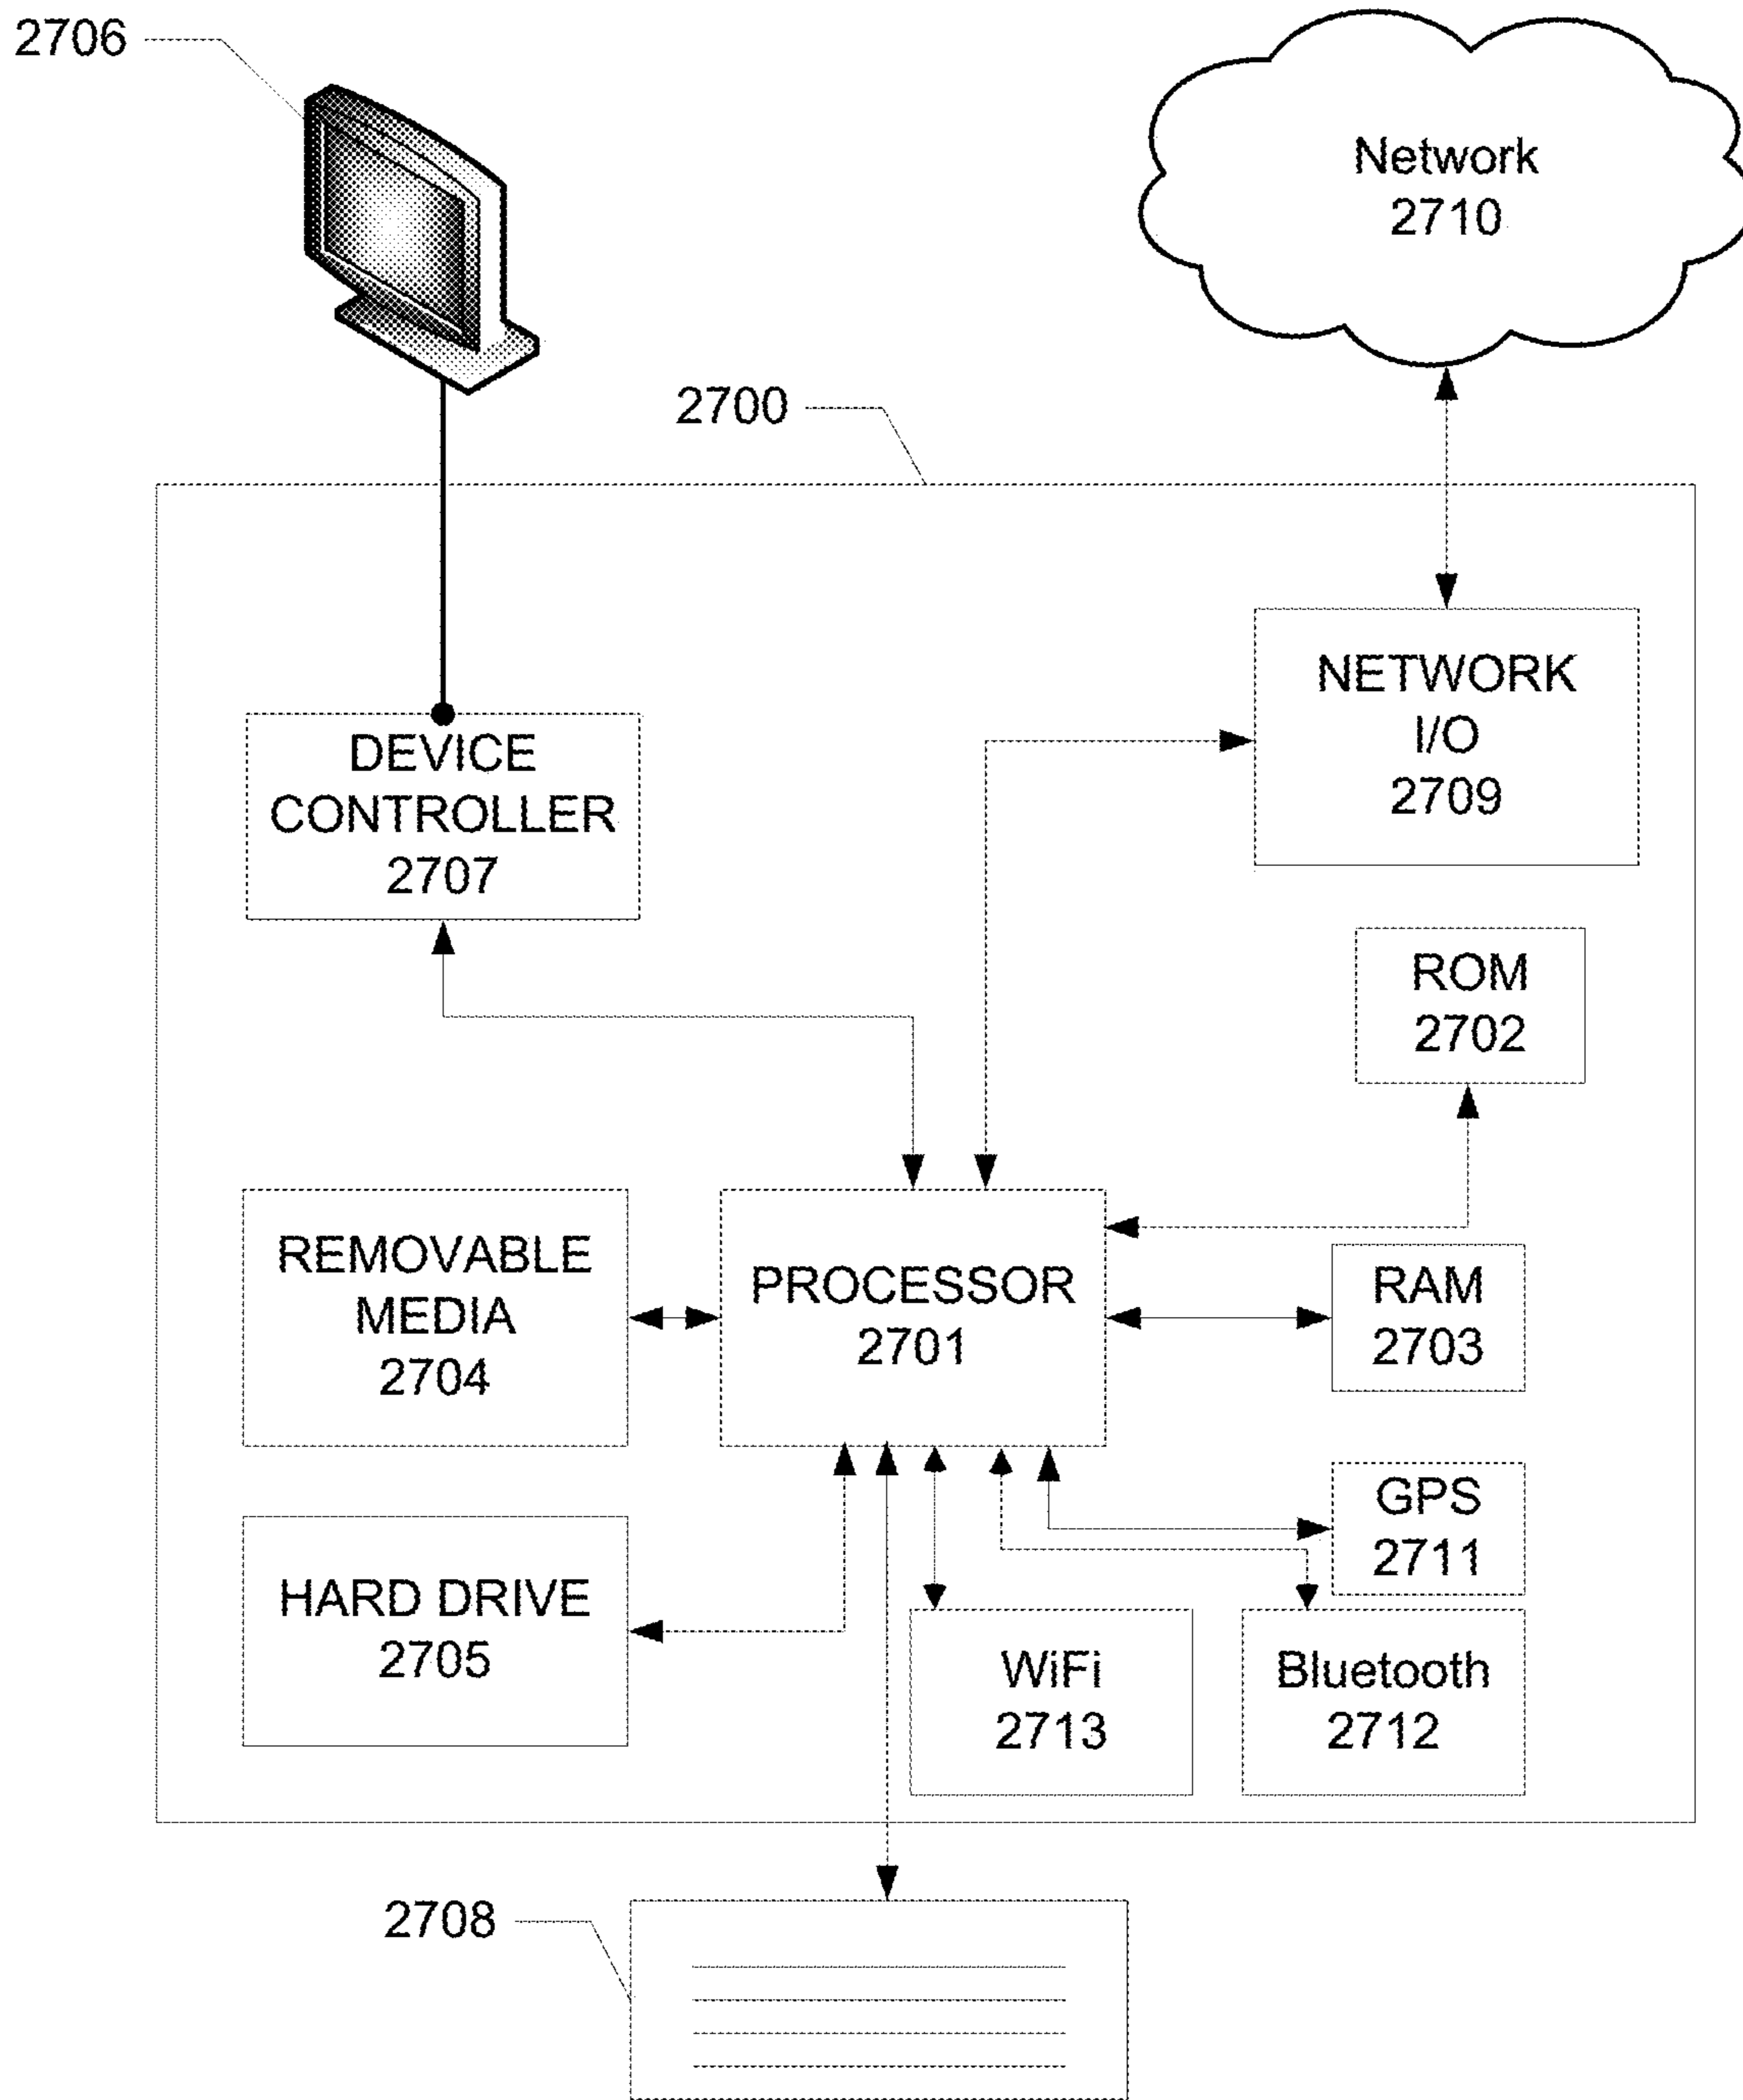 2706
Network
2710
2700
NETWORK
I/O
2709
DEVICE
CONTROLLER
2707
ROM
2702
REMOVABLE
MEDIA
2704
PROCESSOR
2701
RAM
2703
GPS
2711
HARD DRIVE
2705
WiFi
2713
Bluetooth
2712
2708